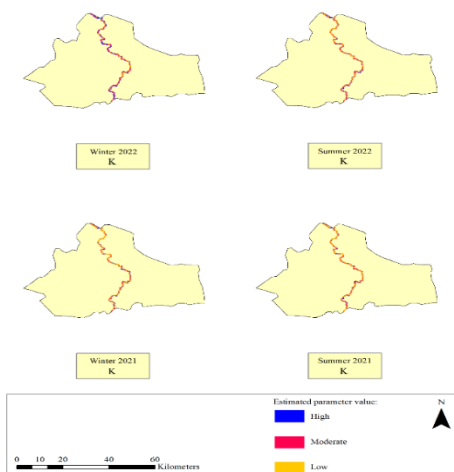 Winter 2022
K
Summer 2022
K
Winter 2021
K
Summer 2021
K
Estimated parameter value:
High
Moderate
Low
N
0 10 20 40 60
Kilometers